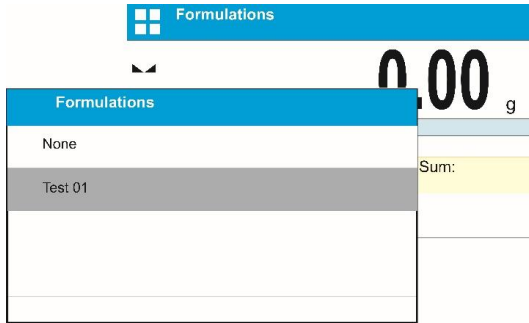 Formulations
0.00 g
Formulations
None
Sum:
Test 01